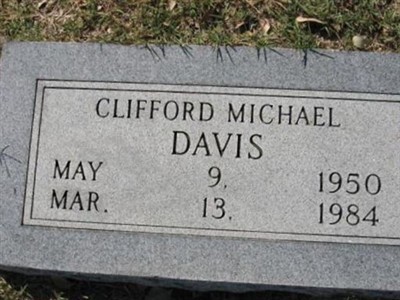 CLIFFORD MICHAEL
DAVIS
MAY 9, 1950
MAR. 13. 1984